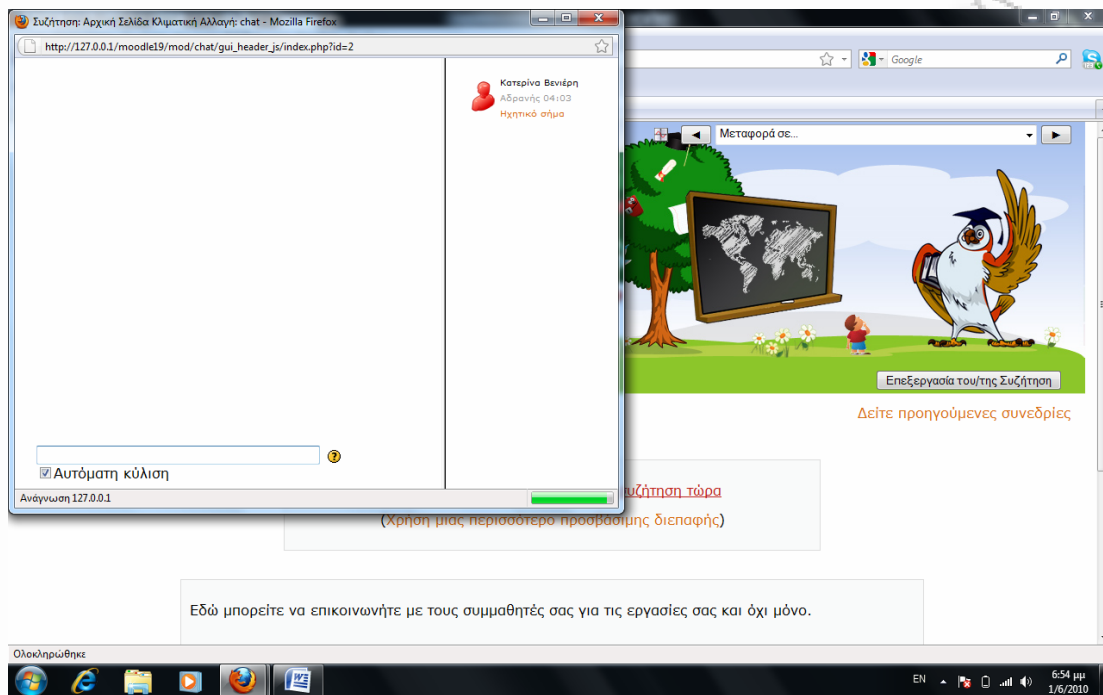 Συζήτηση: Αρχική Σελίδα Κλιματική Αλλαγή: chat - Mozilla Firefox
http://127.0.0.1/moodle19/mod/chat/gui_header_js/index.php?id=2
Κατερίνα Βενιέρη
Αδρανής 04:03
Ηχητικό σήμα
Αυτόματη κύλιση
Ανάγνωση 127.0.0.1
Google
Μεταφορά σε...
Επεξεργασία του/της Συζήτηση
Δείτε προηγούμενες συνεδρίες
συζήτηση τώρα
(Χρήση μιας περισσότερο προσβάσιμης διεπαφής)
Εδώ μπορείτε να επικοινωνήτε με τους συμμαθητές σας για τις εργασίες σας και όχι μόνο.
Ολοκληρώθηκε
EN
6:54 μμ
1/6/2010